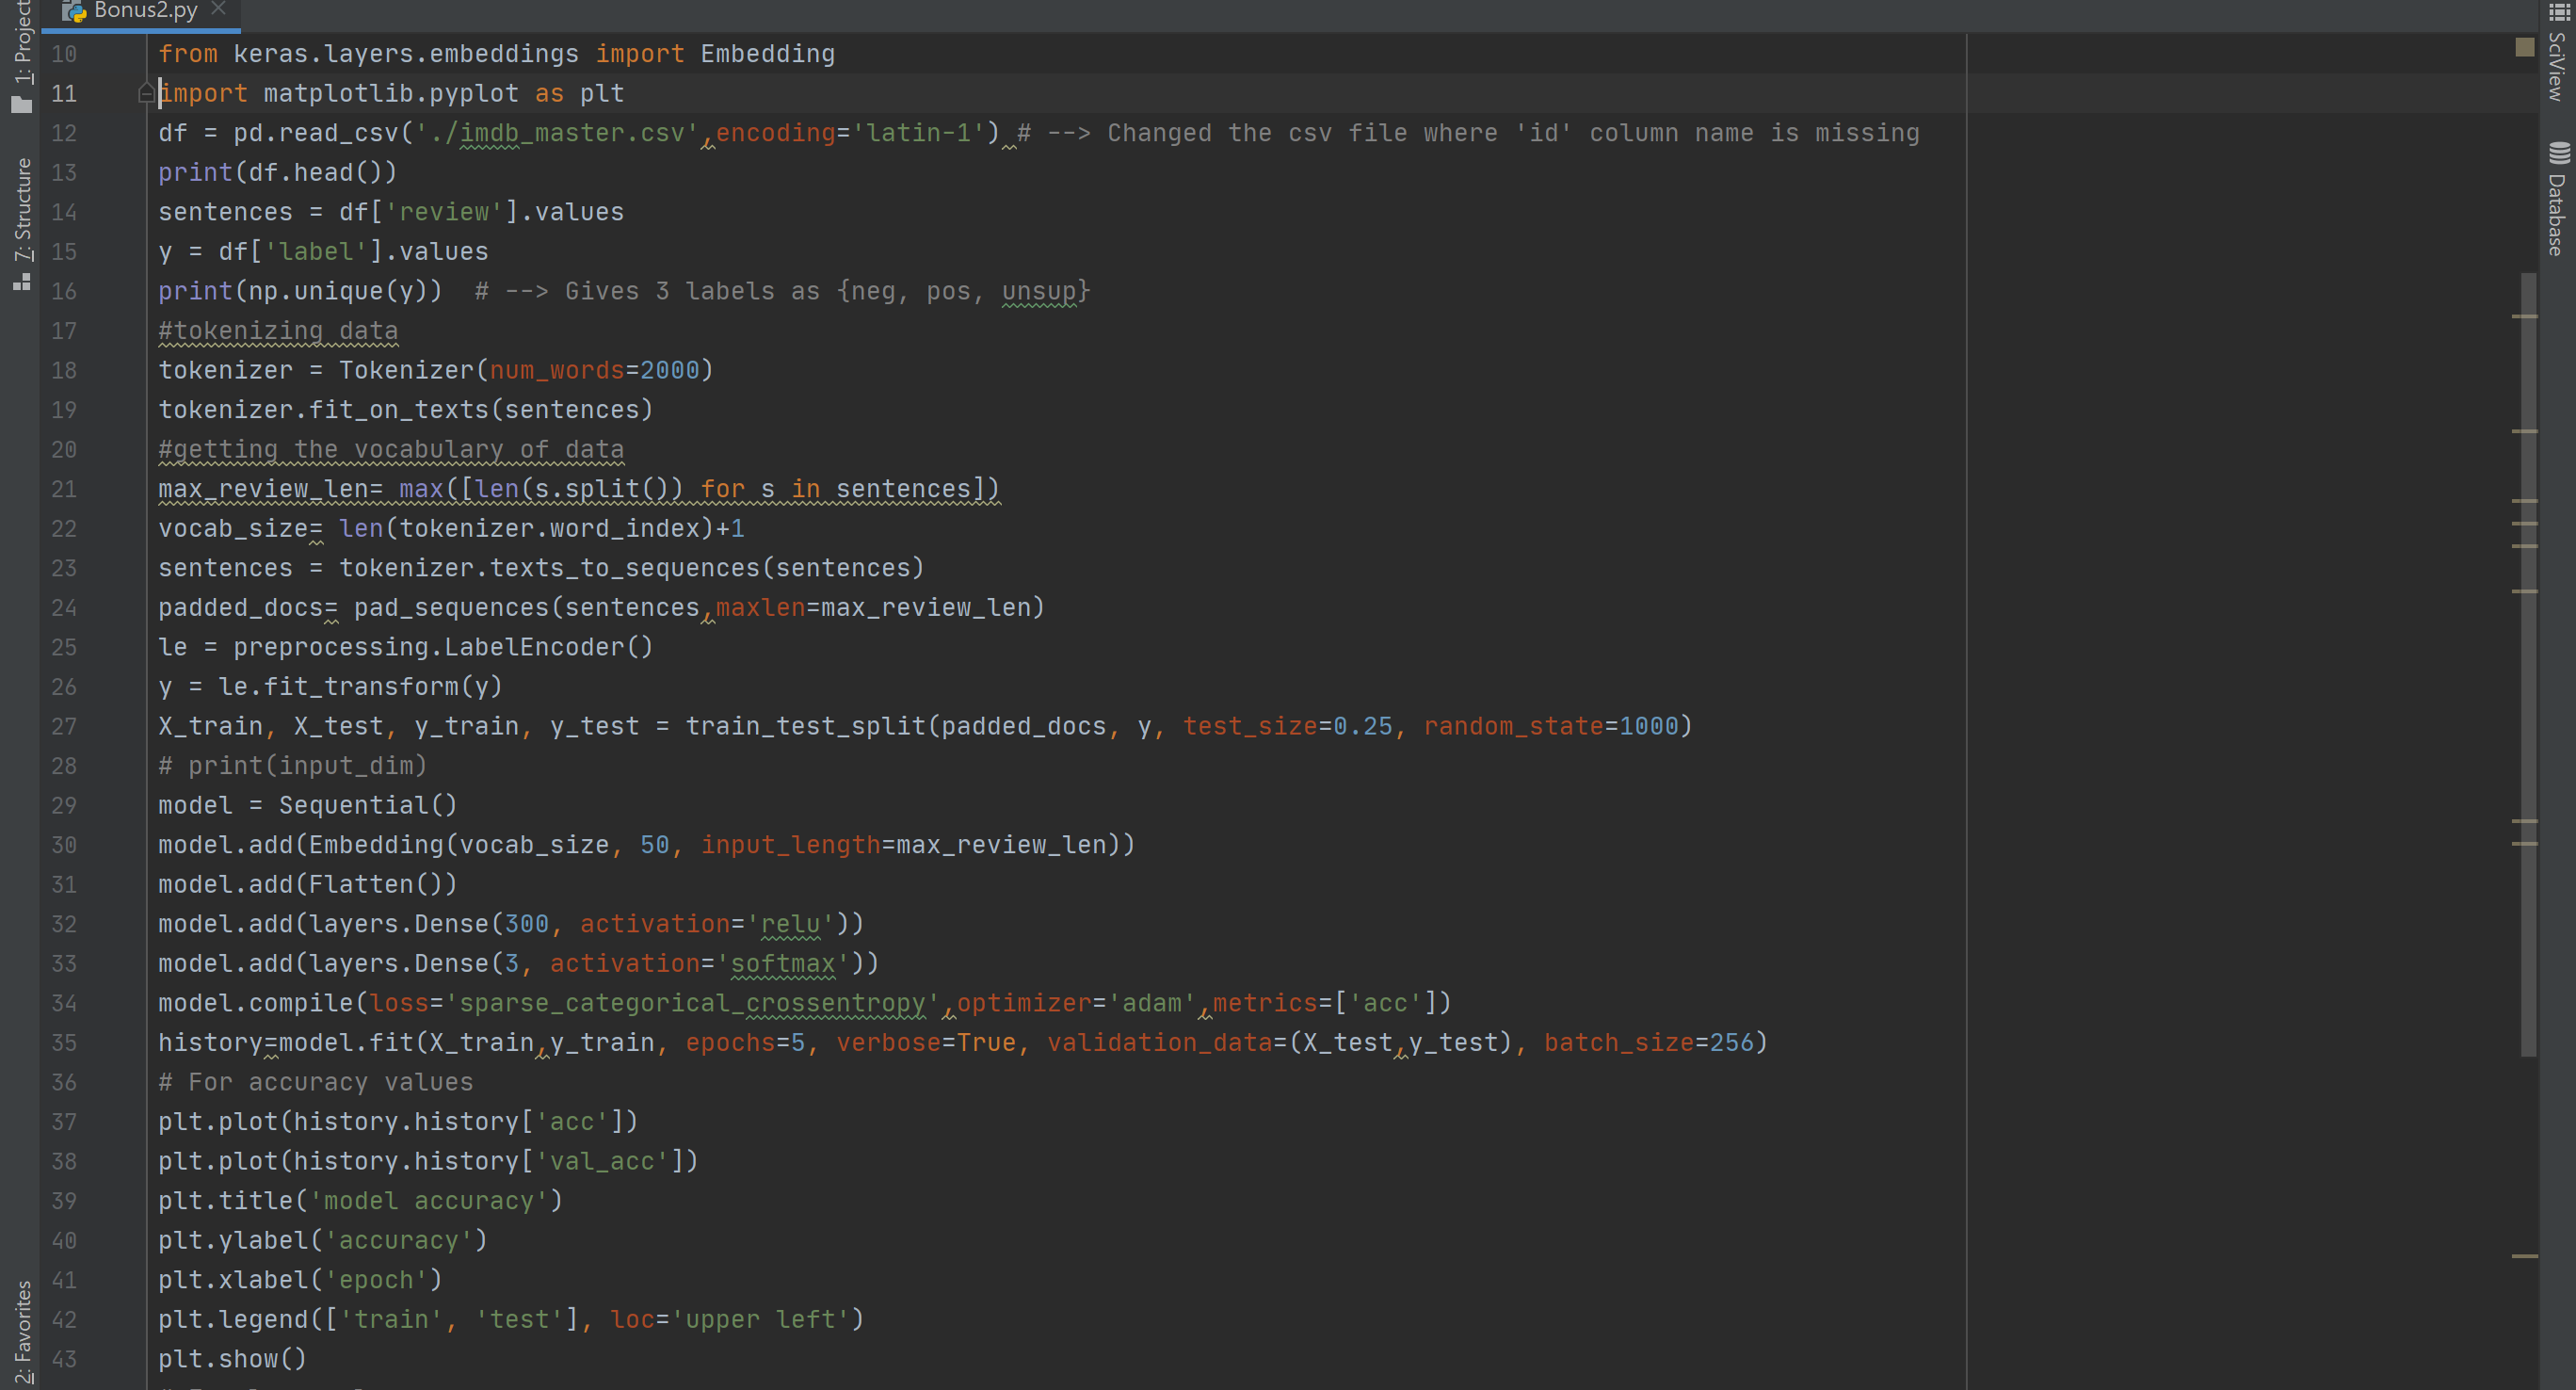 Bonus2.py
1: Project
7: Structure
2: Favorites
SciView
Database
10 from keras.layers.embeddings import Embedding
11 import matplotlib.pyplot as plt
12 df = pd.read_csv('./imdb_master.csv',encoding='latin-1') # --> Changed the csv file where 'id' column name is missing
13 print(df.head())
14 sentences = df['review'].values
15 y = df['label'].values
16 print(np.unique(y))  # --> Gives 3 labels as {neg, pos, unsup}
17 #tokenizing data
18 tokenizer = Tokenizer(num_words=2000)
19 tokenizer.fit_on_texts(sentences)
20 #getting the vocabulary of data
21 max_review_len= max([len(s.split()) for s in sentences])
22 vocab_size= len(tokenizer.word_index)+1
23 sentences = tokenizer.texts_to_sequences(sentences)
24 padded_docs= pad_sequences(sentences,maxlen=max_review_len)
25 le = preprocessing.LabelEncoder()
26 y = le.fit_transform(y)
27 X_train, X_test, y_train, y_test = train_test_split(padded_docs, y, test_size=0.25, random_state=1000)
28 # print(input_dim)
29 model = Sequential()
30 model.add(Embedding(vocab_size, 50, input_length=max_review_len))
31 model.add(Flatten())
32 model.add(layers.Dense(300, activation='relu'))
33 model.add(layers.Dense(3, activation='softmax'))
34 model.compile(loss='sparse_categorical_crossentropy',optimizer='adam',metrics=['acc'])
35 history=model.fit(X_train,y_train, epochs=5, verbose=True, validation_data=(X_test,y_test), batch_size=256)
36 # For accuracy values
37 plt.plot(history.history['acc'])
38 plt.plot(history.history['val_acc'])
39 plt.title('model accuracy')
40 plt.ylabel('accuracy')
41 plt.xlabel('epoch')
42 plt.legend(['train', 'test'], loc='upper left')
43 plt.show()